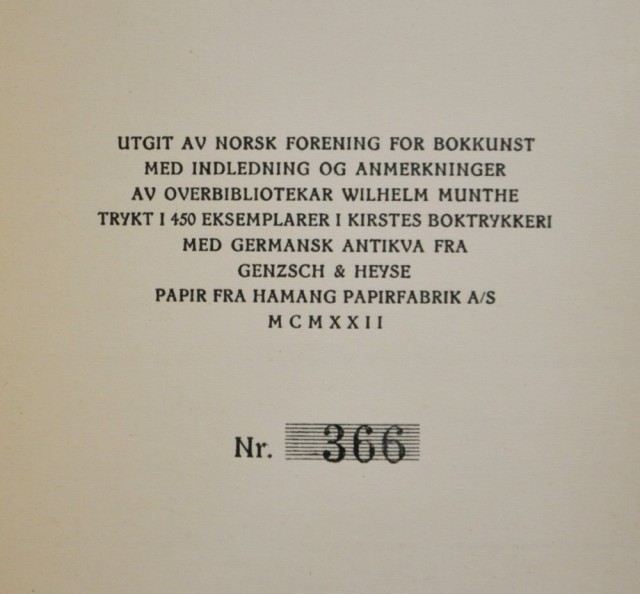 UTGIT AV NORSK FORENING FOR BOKKUNST
MED INDLEDNING OG ANMERKNINGER
AV OVERBIBLIOTEKAR WILHELM MUNTHE
TRYKT I 450 EKSEMPLARER I KIRSTES BOKTRYKKERI
MED GERMANSK ANTIKVA FRA
GENZSCH & HEYSE
PAPIR FRA HAMANG PAPIRFABRIK A/S
MCMXXII
Nr. 366